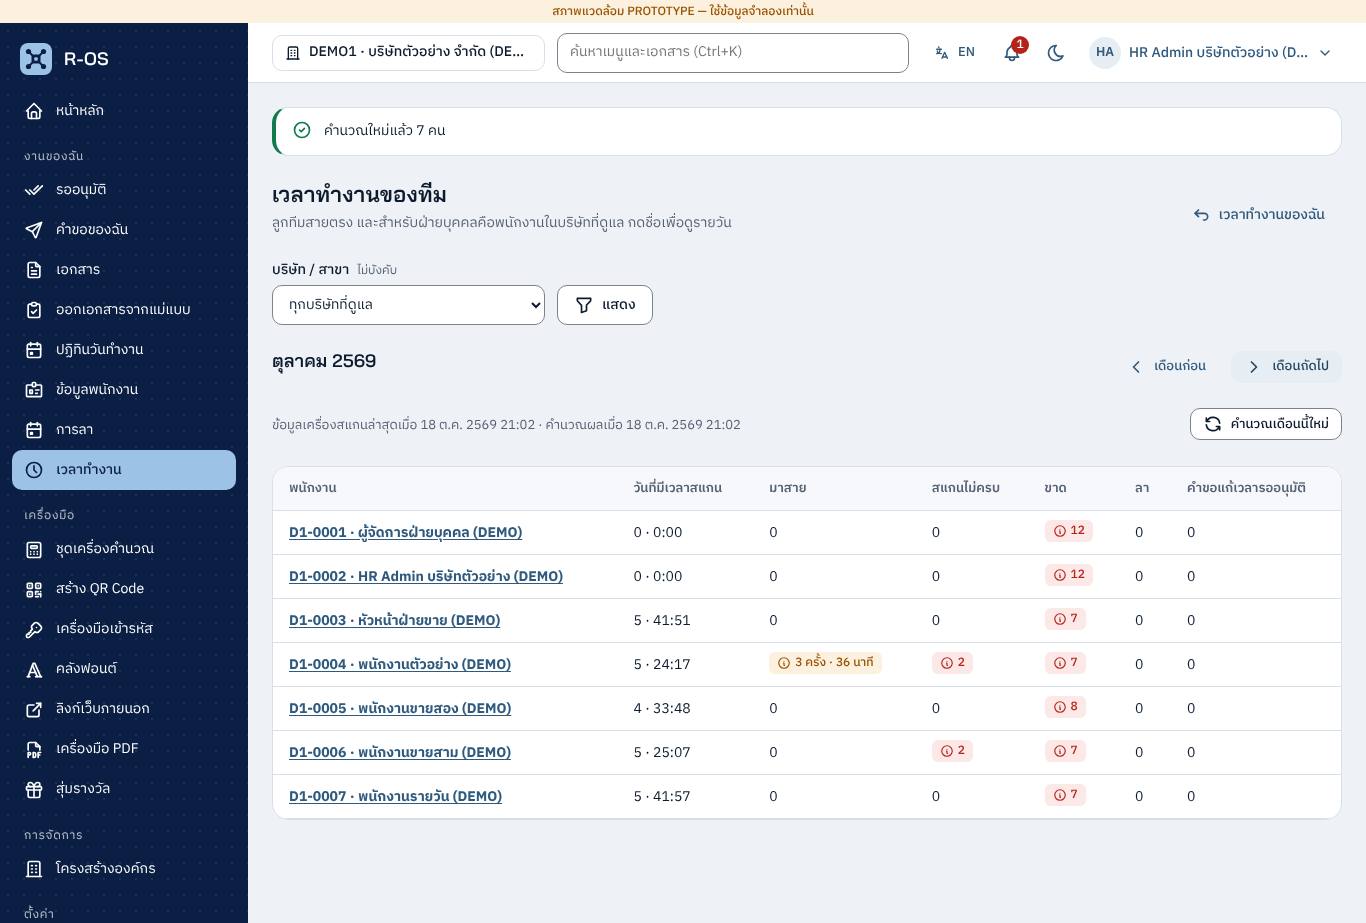 สภาพแวดล้อม PROTOTYPE — ใช้ข้อมูลจำลองเท่านั้น
R-OS
DEMO1 · บริษัทตัวอย่าง จำกัด (DE...
ค้นหาเมนูและเอกสาร (Ctrl+K)
EN
1
HA
HR Admin บริษัทตัวอย่าง (D...
หน้าหลัก
งานของฉัน
รออนุมัติ
คำขอของฉัน
เอกสาร
ออกเอกสารจากแม่แบบ
ปฏิทินวันทำงาน
ข้อมูลพนักงาน
การลา
เวลาทำงาน
เครื่องมือ
ชุดเครื่องคำนวณ
สร้าง QR Code
เครื่องมือเข้ารหัส
คลังฟอนต์
ลิงก์เว็บภายนอก
เครื่องมือ PDF
สุ่มรางวัล
การจัดการ
โครงสร้างองค์กร
ตั้งค่า
คำนวณใหม่แล้ว 7 คน
เวลาทำงานของทีม
ลูกทีมสายตรง และสำหรับฝ่ายบุคคลคือพนักงานในบริษัทที่ดูแล กดชื่อเพื่อดูรายวัน
เวลาทำงานของฉัน
บริษัท / สาขา ไม่บังคับ
ทุกบริษัทที่ดูแล
แสดง
ตุลาคม 2569
เดือนก่อน
เดือนถัดไป
ข้อมูลเครื่องสแกนล่าสุดเมื่อ 18 ต.ค. 2569 21:02 · คำนวณผลเมื่อ 18 ต.ค. 2569 21:02
คำนวณเดือนนี้ใหม่
พนักงาน วันที่มีเวลาสแกน มาสาย สแกนไม่ครบ ขาด ลา คำขอแก้เวลารออนุมัติ
D1-0001 · ผู้จัดการฝ่ายบุคคล (DEMO) 0 · 0:00 0 0 12 0 0
D1-0002 · HR Admin บริษัทตัวอย่าง (DEMO) 0 · 0:00 0 0 12 0 0
D1-0003 · หัวหน้าฝ่ายขาย (DEMO) 5 · 41:51 0 0 7 0 0
D1-0004 · พนักงานตัวอย่าง (DEMO) 5 · 24:17 3 ครั้ง · 36 นาที 2 7 0 0
D1-0005 · พนักงานขายสอง (DEMO) 4 · 33:48 0 0 8 0 0
D1-0006 · พนักงานขายสาม (DEMO) 5 · 25:07 0 2 7 0 0
D1-0007 · พนักงานรายวัน (DEMO) 5 · 41:57 0 0 7 0 0